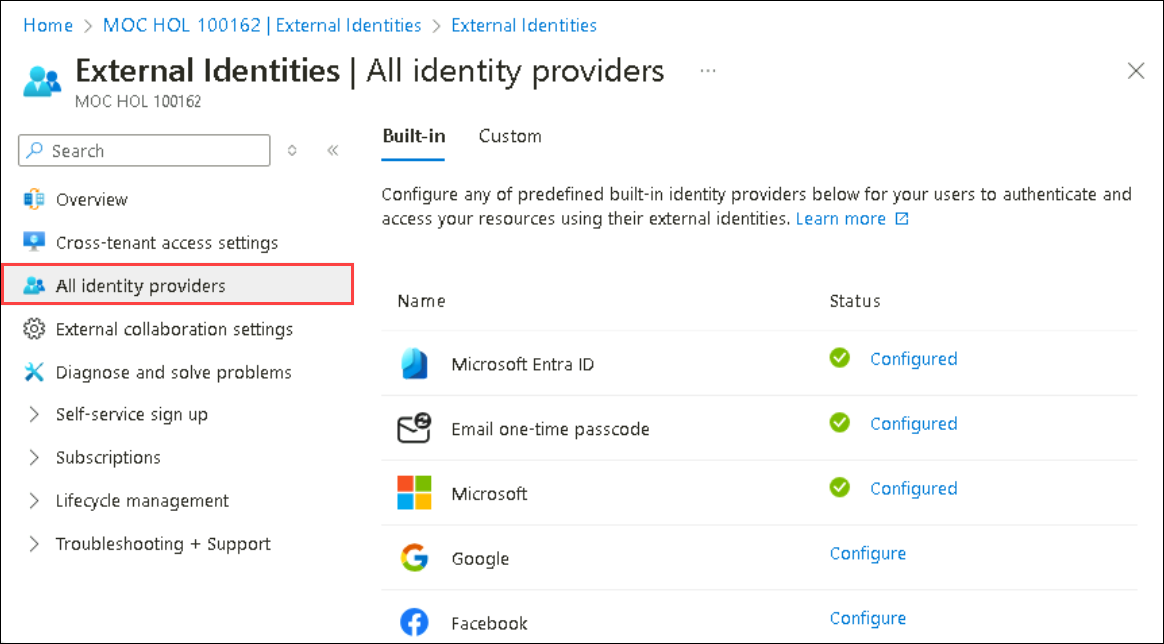 Home > MOC HOL 100162 | External Identities > External Identities
External Identities | All identity providers ...
MOC HOL 100162
Search
Overview
Cross-tenant access settings
All identity providers
External collaboration settings
Diagnose and solve problems
Self-service sign up
Subscriptions
Lifecycle management
Troubleshooting + Support
Built-in Custom
Configure any of predefined built-in identity providers below for your users to authenticate and
access your resources using their external identities. Learn more
Name Status
Microsoft Entra ID Configured
Email one-time passcode Configured
Microsoft Configured
Google Configure
Facebook Configure